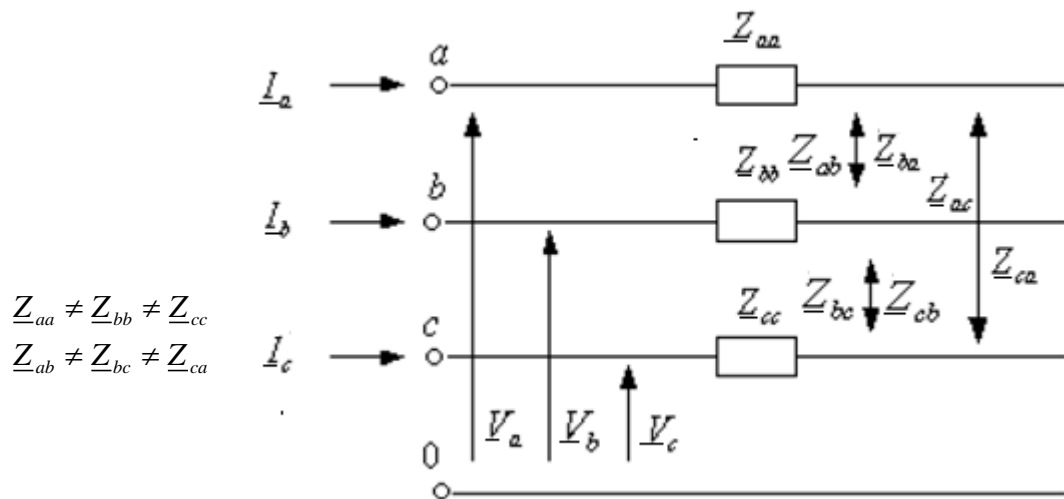 Z_aa
a
I_a
Z_bb Z_ab Z_ba
b
Z_ac
I_b
Z_ca
Z_aa ≠ Z_bb ≠ Z_cc
Z_cc Z_bc Z_cb
c
Z_ab ≠ Z_bc ≠ Z_ca
I_c
V_a V_b V_c
0